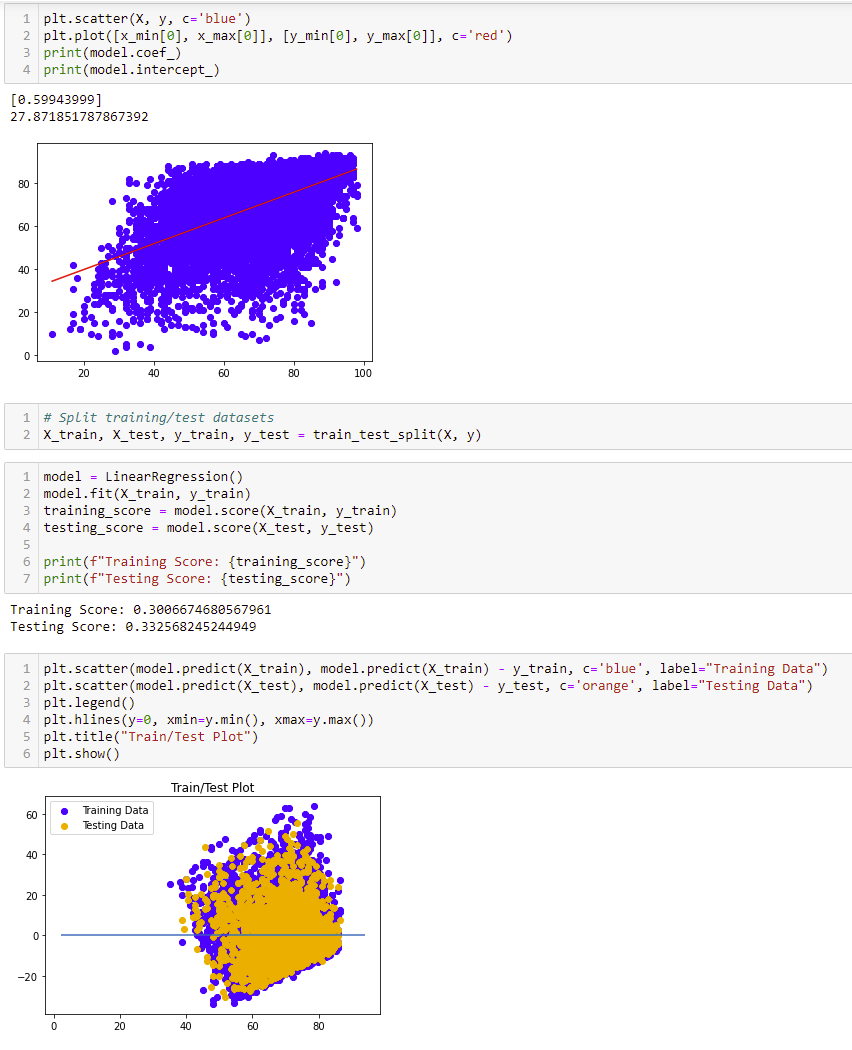 1 plt.scatter(X, y, c='blue')
2 plt.plot([x_min[0], x_max[0]], [y_min[0], y_max[0]], c='red')
3 print(model.coef_)
4 print(model.intercept_)
[0.59943999]
27.871851787867392
80
60
40
20
0
20 40 60 80 100
1 # Split training/test datasets
2 X_train, X_test, y_train, y_test = train_test_split(X, y)
1 model = LinearRegression()
2 model.fit(X_train, y_train)
3 training_score = model.score(X_train, y_train)
4 testing_score = model.score(X_test, y_test)
5
6 print(f"Training Score: {training_score}")
7 print(f"Testing Score: {testing_score}")
Training Score: 0.3006674680567961
Testing Score: 0.332568245244949
1 plt.scatter(model.predict(X_train), model.predict(X_train) - y_train, c='blue', label="Training Data")
2 plt.scatter(model.predict(X_test), model.predict(X_test) - y_test, c='orange', label="Testing Data")
3 plt.legend()
4 plt.hlines(y=0, xmin=y.min(), xmax=y.max())
5 plt.title("Train/Test Plot")
6 plt.show()
Train/Test Plot
Training Data
Testing Data
60
40
20
0
−20
0 20 40 60 80